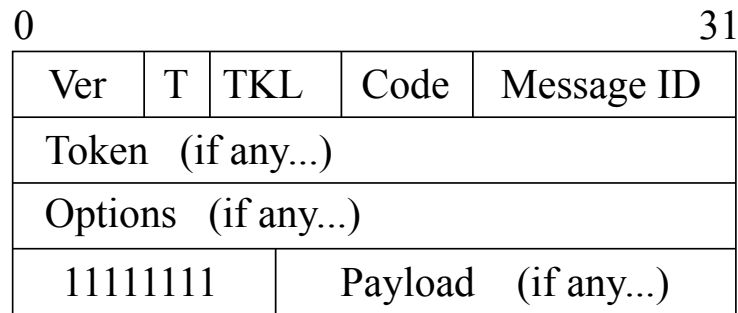 0 31
Ver T TKL Code Message ID
Token (if any...)
Options (if any...)
11111111 Payload (if any...)